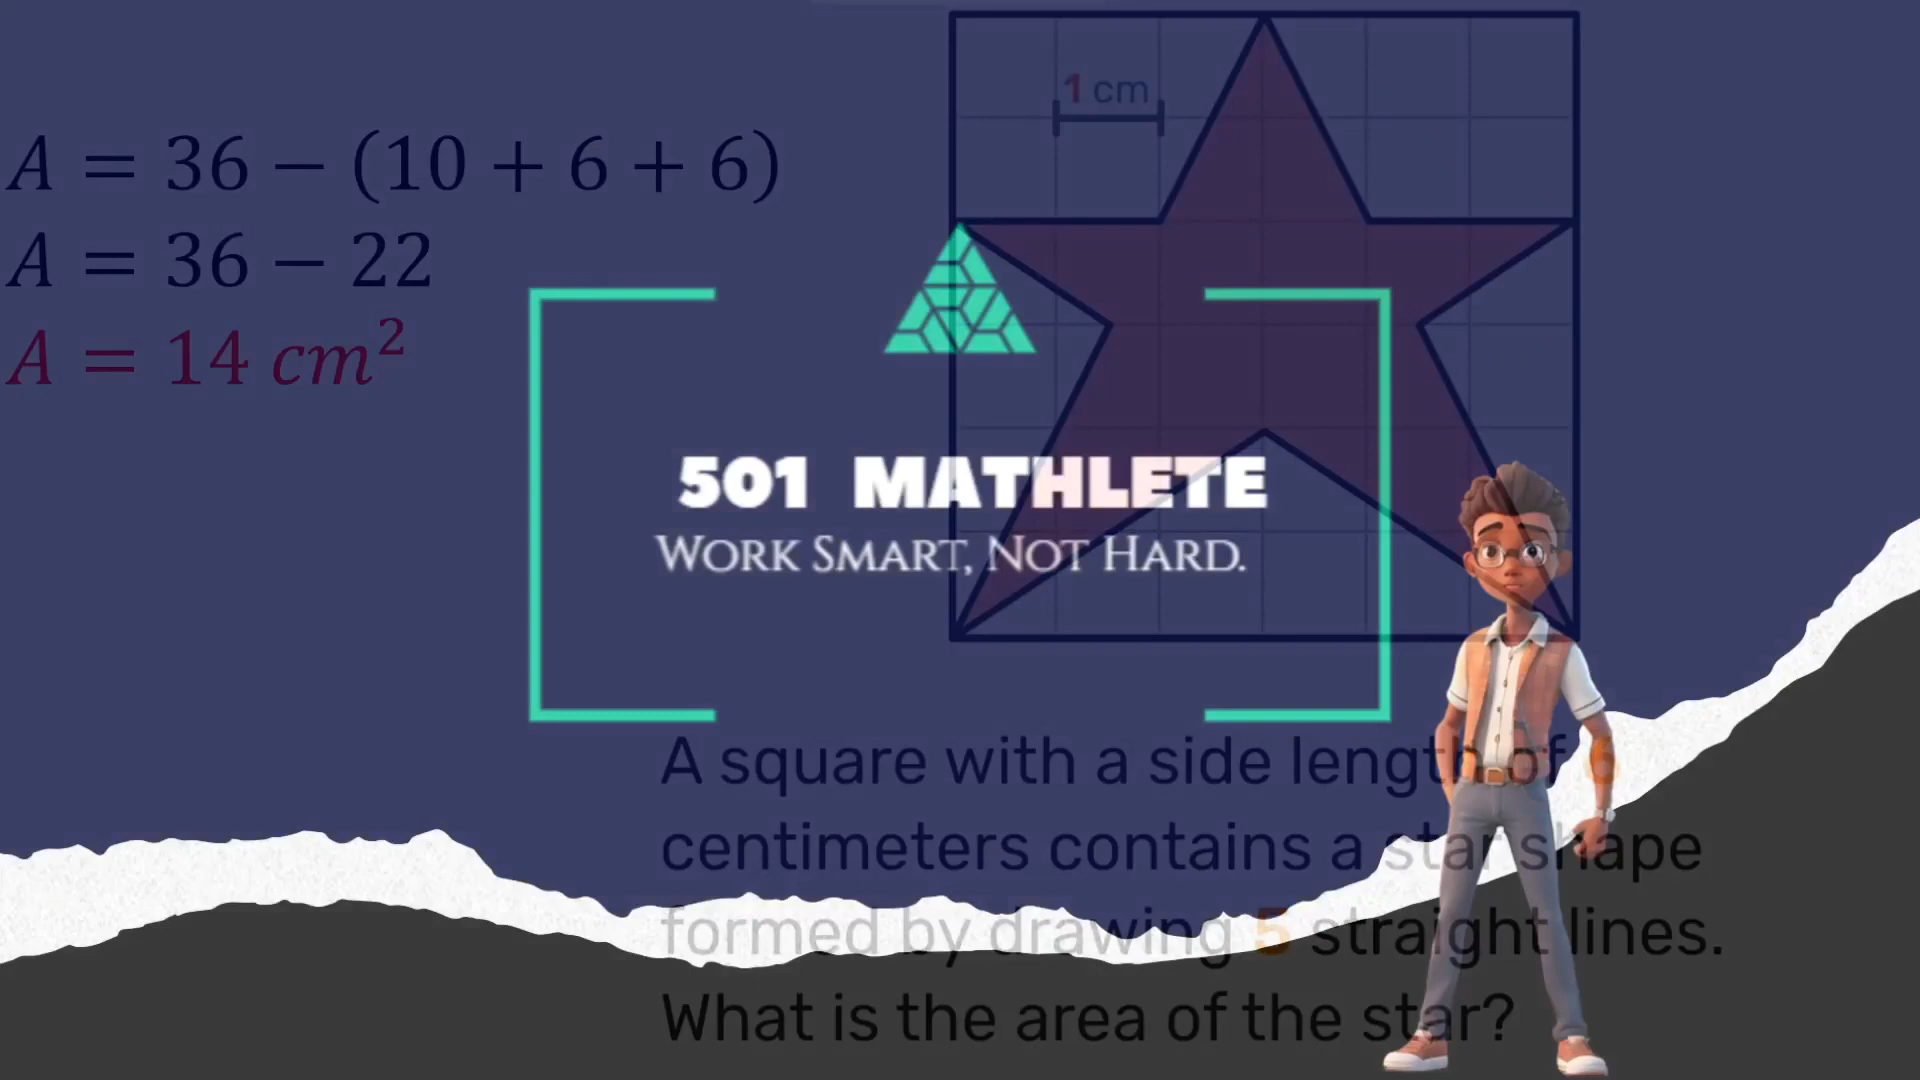 1 cm
A = 36 − (10 + 6 + 6)
A = 36 − 22
A = 14 cm²
501 MATHLETE
WORK SMART, NOT HARD.
A square with a side length of 6
centimeters contains a star shape
formed by drawing 5 straight lines.
What is the area of the star?